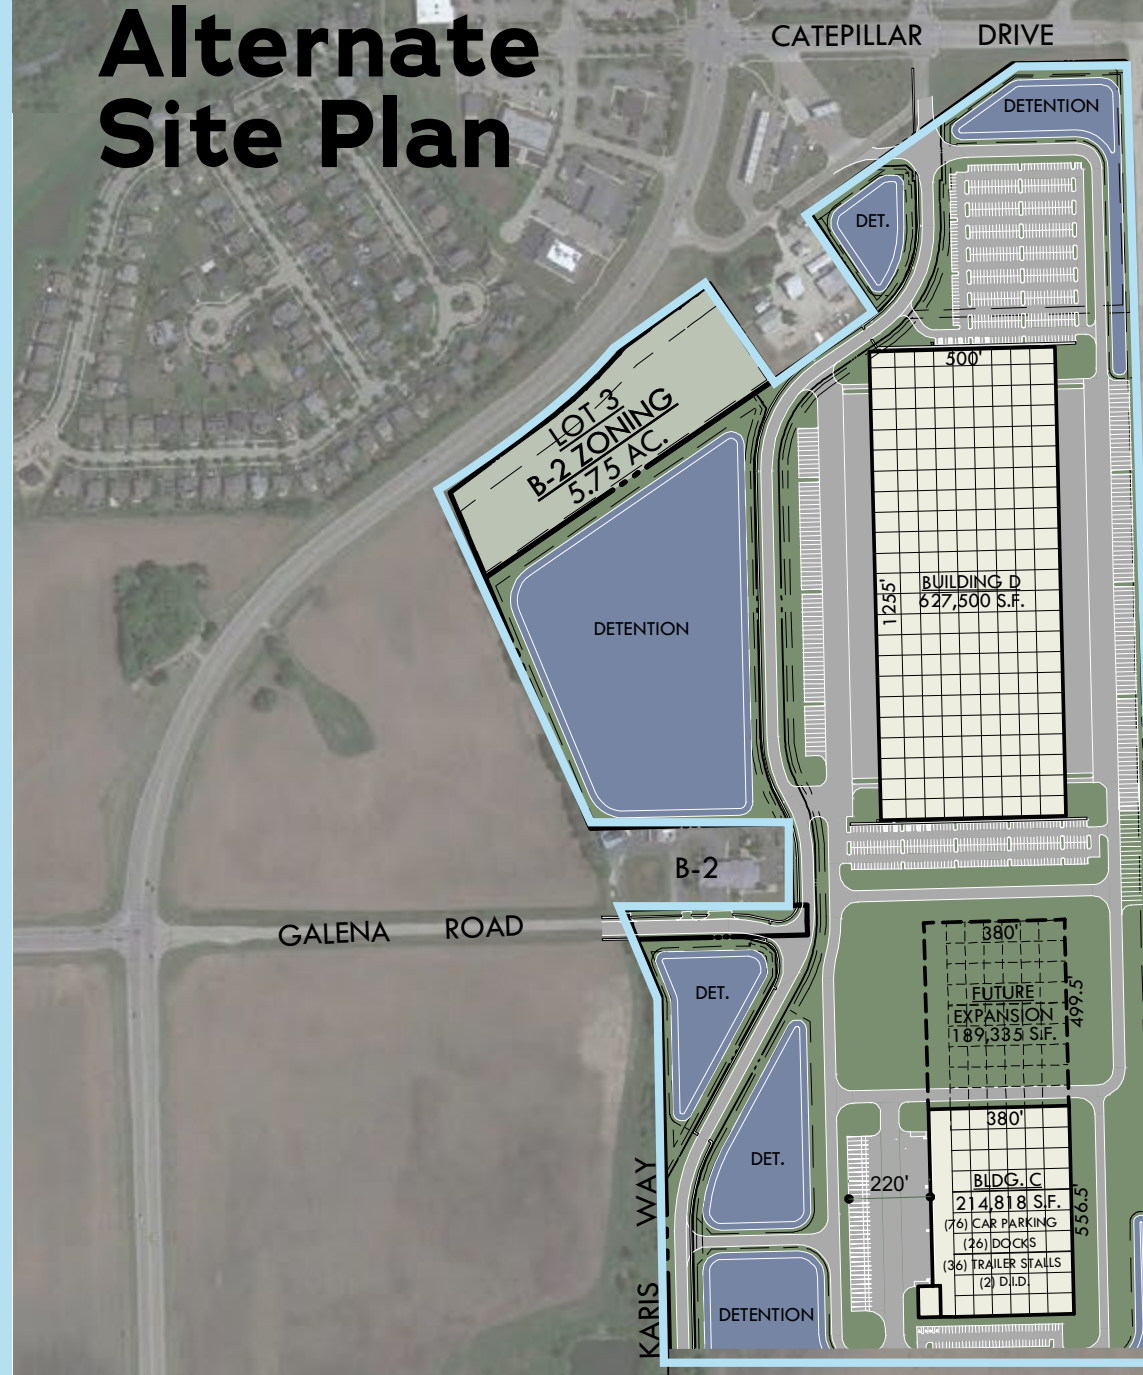 Alternate
Site Plan
CATEPILLAR DRIVE
DETENTION
DET.
500'
LOT 3
B-2 ZONING
5.75 AC.
1255'
BUILDING D
627,500 S.F.
DETENTION
B-2
GALENA ROAD
380'
FUTURE
EXPANSION
189,335 S.F.
499.5'
DET.
380'
DET.
220'
BLDG. C
214,818 S.F.
(76) CAR PARKING
(26) DOCKS
(36) TRAILER STALLS
(2) D.I.D.
556.5'
KARIS WAY
DETENTION